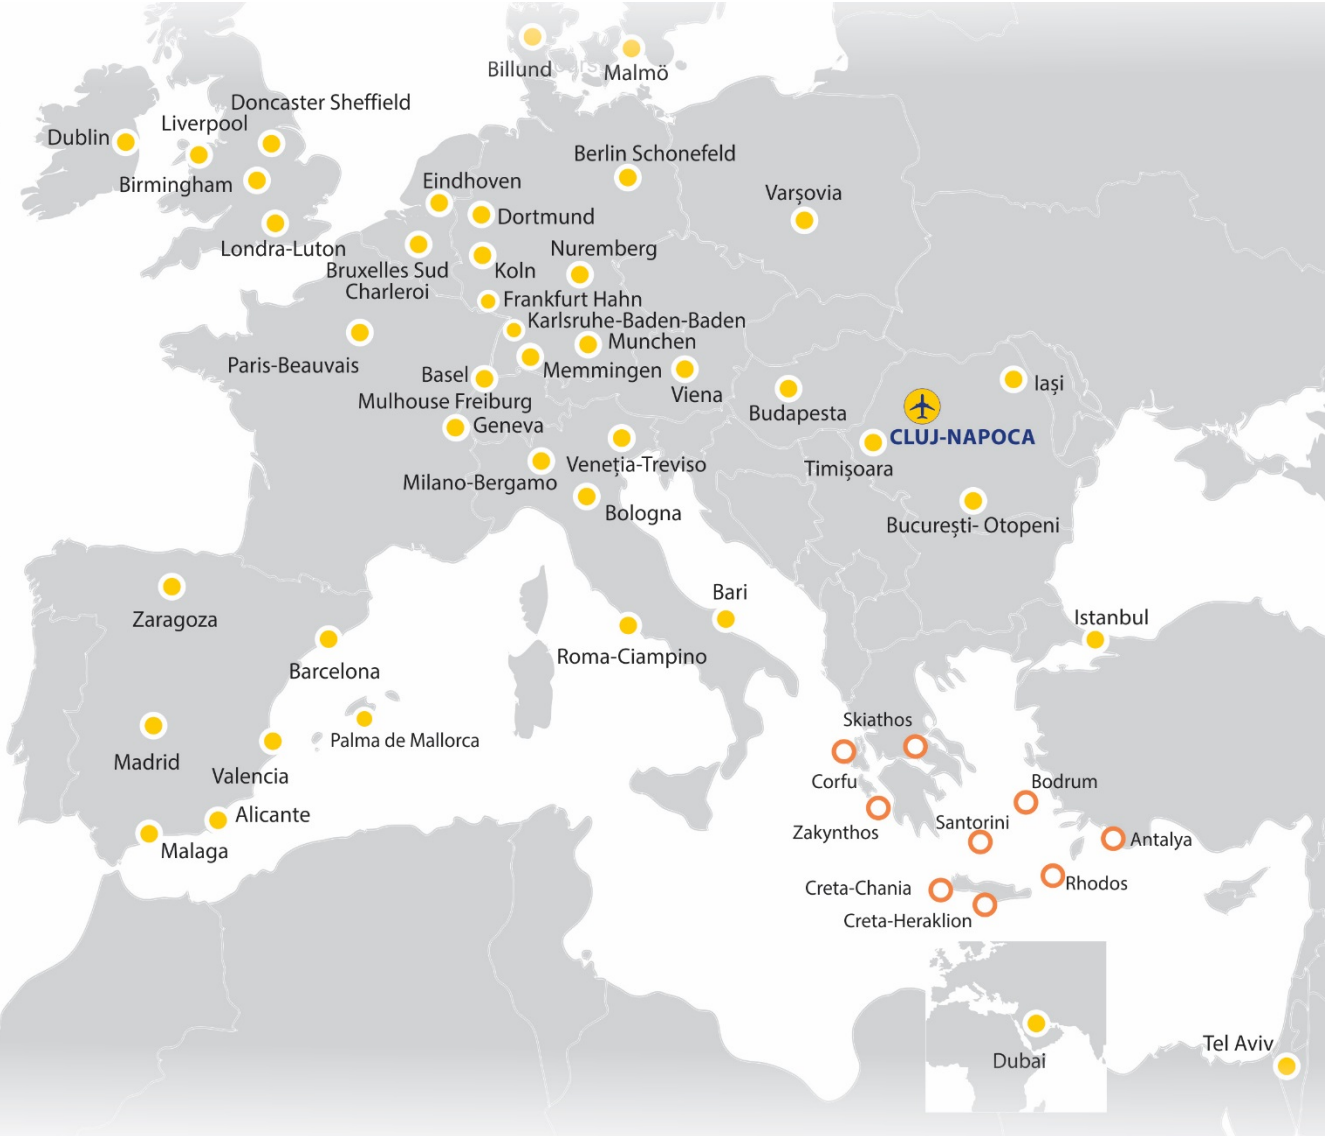 Billund
Malmö
Doncaster Sheffield
Liverpool
Dublin
Birmingham
Berlin Schonefeld
Eindhoven
Varșovia
Dortmund
Londra-Luton
Nuremberg
Bruxelles Sud
Charleroi
Koln
Frankfurt Hahn
Karlsruhe-Baden-Baden
Munchen
Paris-Beauvais
Basel
Mulhouse Freiburg
Memmingen
Viena
Iași
Budapesta
Geneva
CLUJ-NAPOCA
Veneția-Treviso
Timișoara
Milano-Bergamo
Bologna
București- Otopeni
Bari
Zaragoza
Istanbul
Roma-Ciampino
Barcelona
Skiathos
Palma de Mallorca
Madrid
Valencia
Corfu
Bodrum
Alicante
Santorini
Zakynthos
Malaga
Antalya
Creta-Chania
Rhodos
Creta-Heraklion
Tel Aviv
Dubai